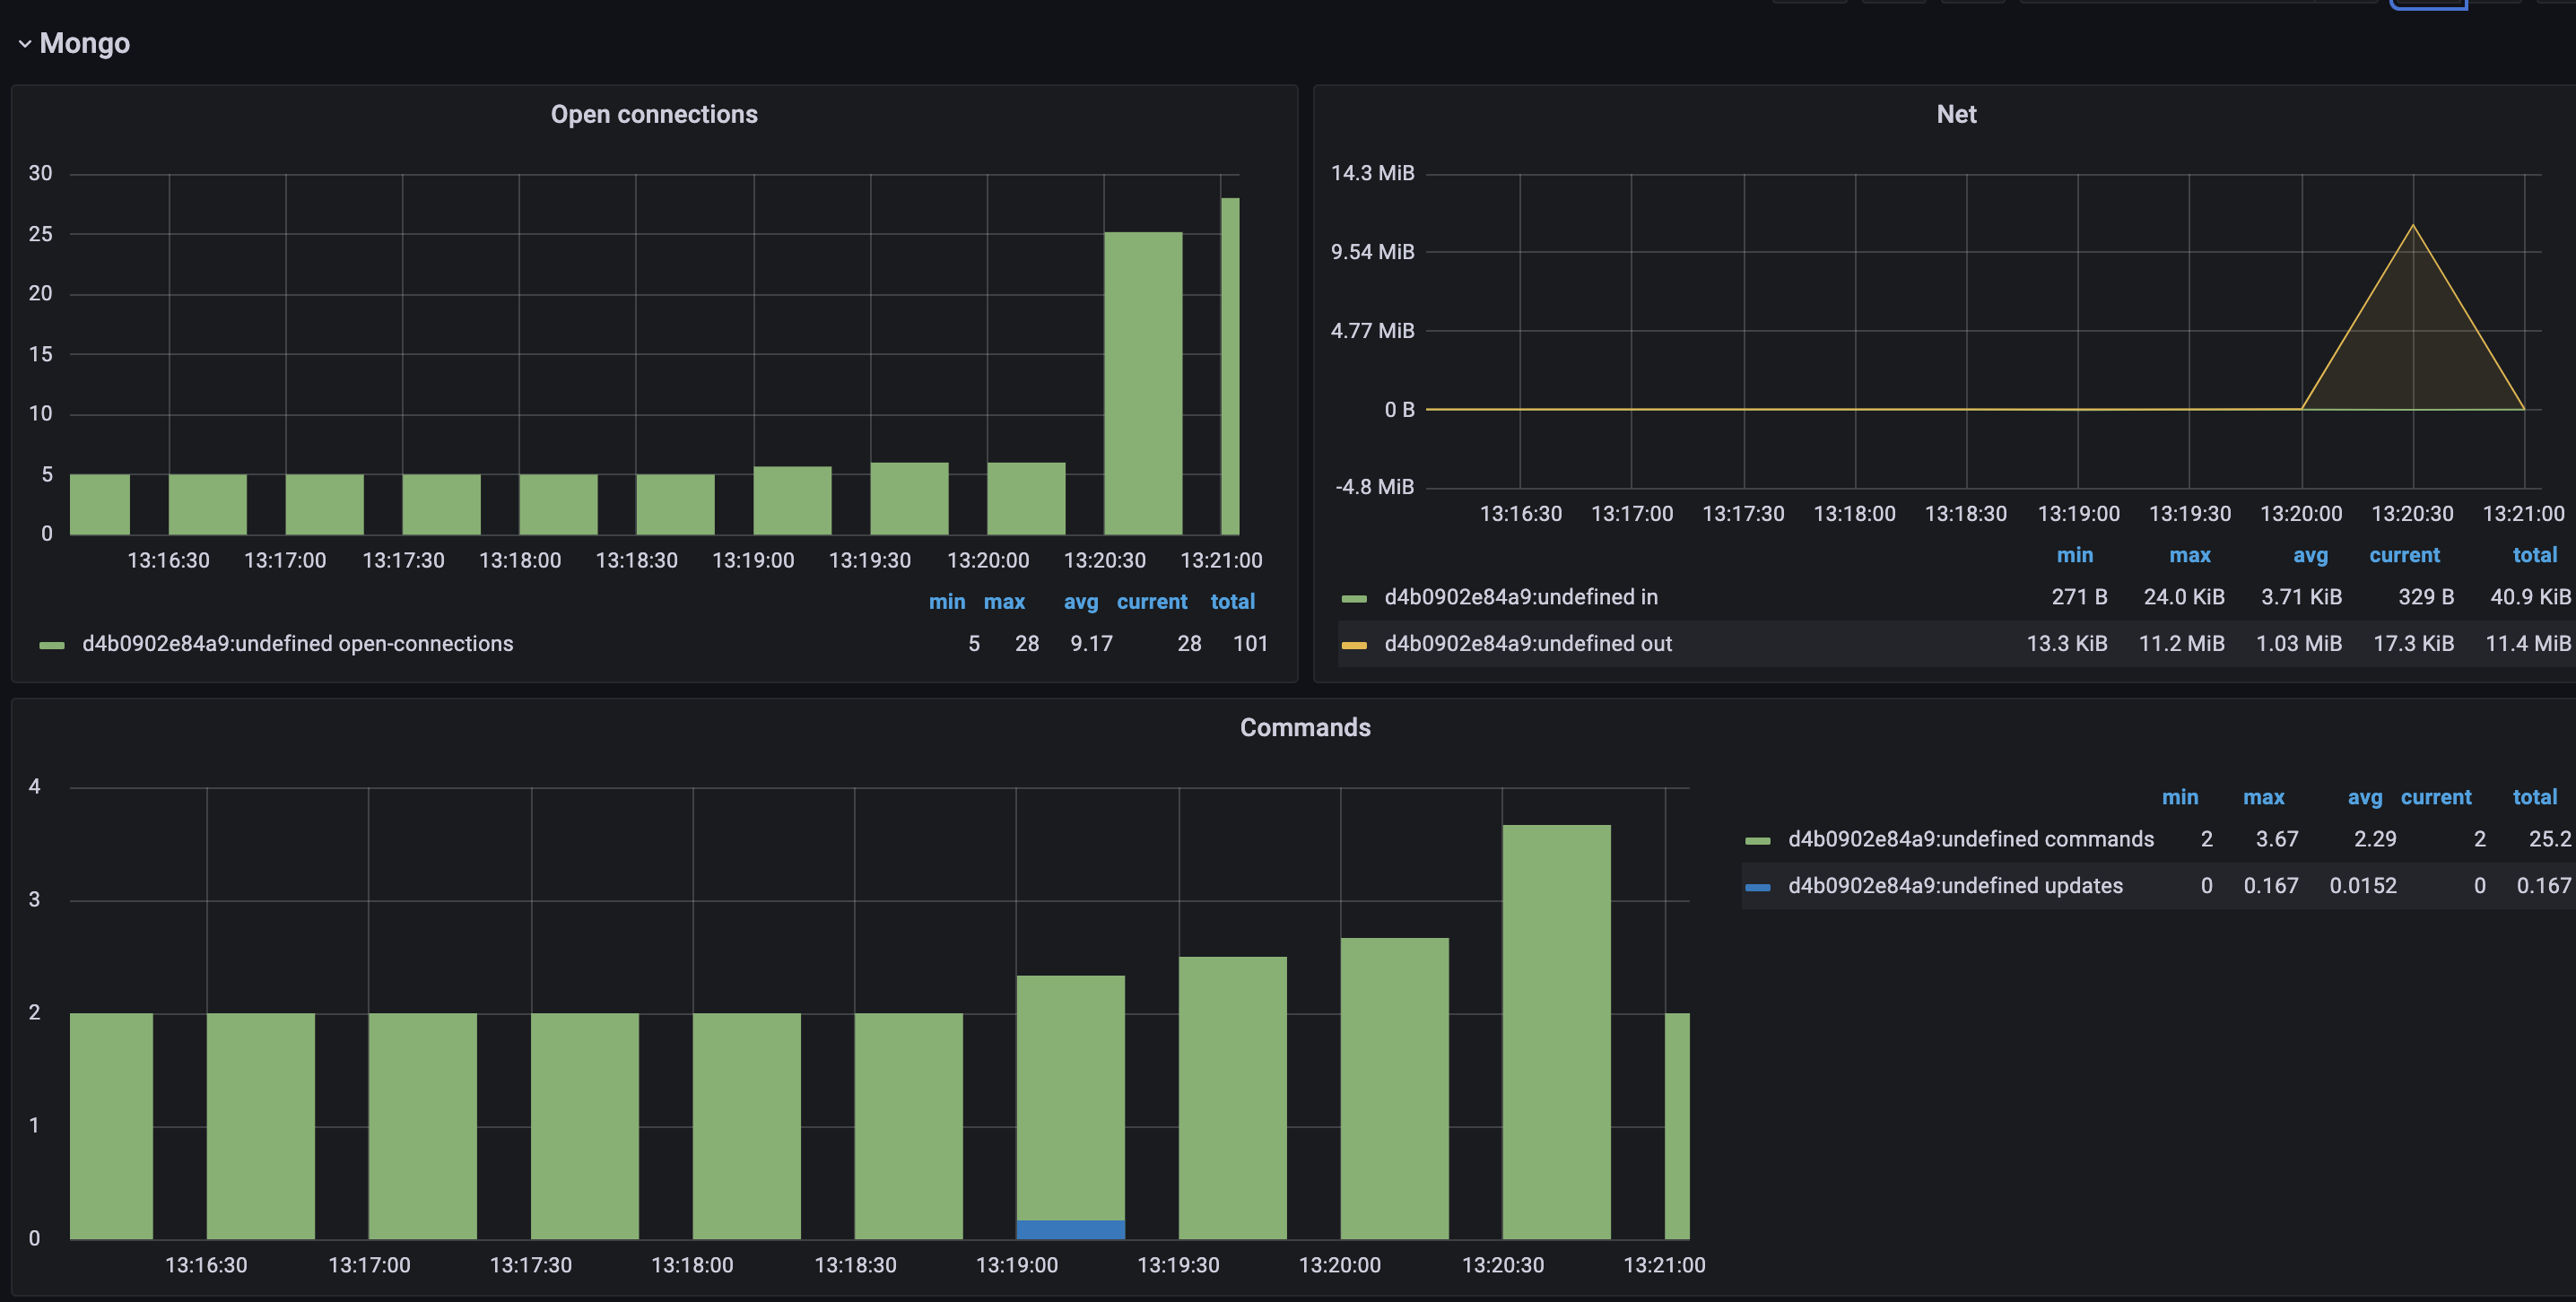 Mongo
Open connections
30
25
20
15
10
5
0
13:16:30 13:17:00 13:17:30 13:18:00 13:18:30 13:19:00 13:19:30 13:20:00 13:20:30 13:21:00
min max avg current total
d4b0902e84a9:undefined open-connections 5 28 9.17 28 101
Net
14.3 MiB
9.54 MiB
4.77 MiB
0 B
-4.8 MiB
13:16:30 13:17:00 13:17:30 13:18:00 13:18:30 13:19:00 13:19:30 13:20:00 13:20:30 13:21:00
min max avg current total
d4b0902e84a9:undefined in 271 B 24.0 KiB 3.71 KiB 329 B 40.9 KiB
d4b0902e84a9:undefined out 13.3 KiB 11.2 MiB 1.03 MiB 17.3 KiB 11.4 MiB
Commands
4
3
2
1
0
13:16:30 13:17:00 13:17:30 13:18:00 13:18:30 13:19:00 13:19:30 13:20:00 13:20:30 13:21:00
min max avg current total
d4b0902e84a9:undefined commands 2 3.67 2.29 2 25.2
d4b0902e84a9:undefined updates 0 0.167 0.0152 0 0.167